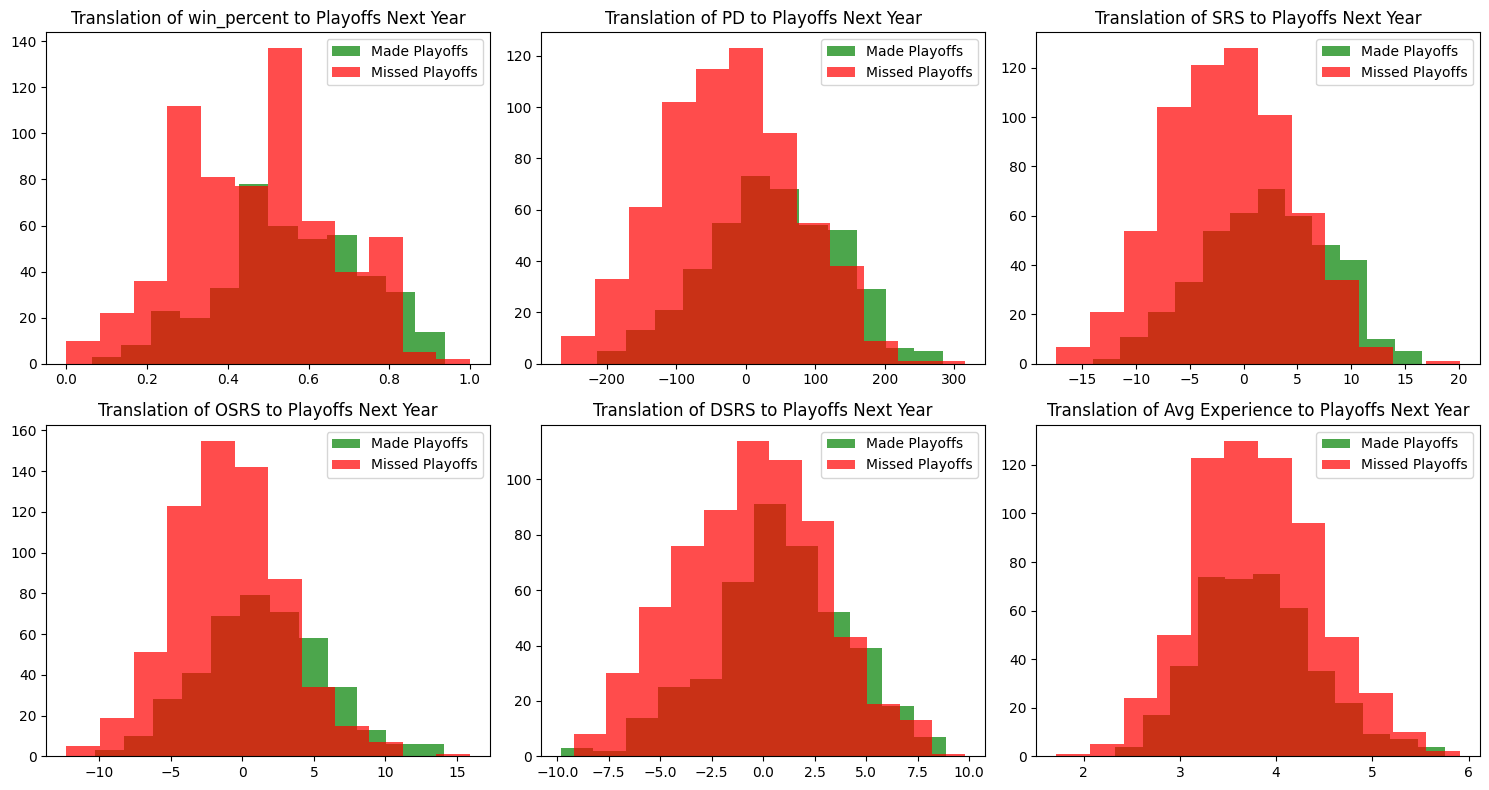 Translation of win_percent to Playoffs Next Year
140
120
100
80
60
40
20
0
0.0 0.2 0.4 0.6 0.8 1.0
Made Playoffs
Missed Playoffs
Translation of PD to Playoffs Next Year
120
100
80
60
40
20
0
−200 −100 0 100 200 300
Made Playoffs
Missed Playoffs
Translation of SRS to Playoffs Next Year
120
100
80
60
40
20
0
−15 −10 −5 0 5 10 15 20
Made Playoffs
Missed Playoffs
Translation of OSRS to Playoffs Next Year
160
140
120
100
80
60
40
20
0
−10 −5 0 5 10 15
Made Playoffs
Missed Playoffs
Translation of DSRS to Playoffs Next Year
100
80
60
40
20
0
−10.0 −7.5 −5.0 −2.5 0.0 2.5 5.0 7.5 10.0
Made Playoffs
Missed Playoffs
Translation of Avg Experience to Playoffs Next Year
120
100
80
60
40
20
0
2 3 4 5 6
Made Playoffs
Missed Playoffs